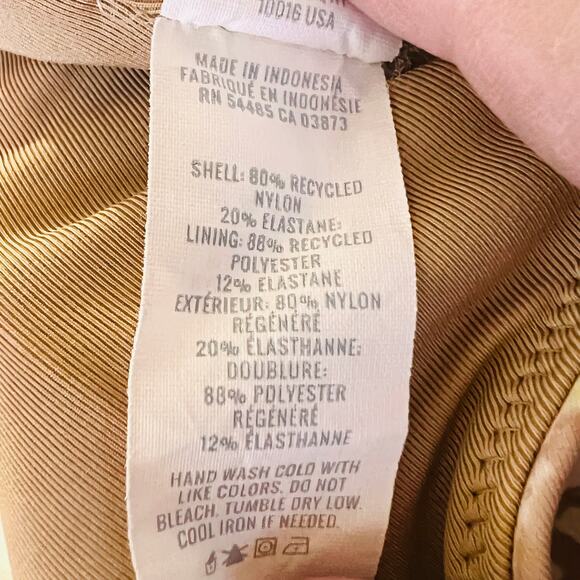 10016 USA
MADE IN INDONESIA
FABRIQUÉ EN INDONÉSIE
RN 54485 CA 03873
SHELL: 80% RECYCLED
NYLON
20% ELASTANE;
LINING: 88% RECYCLED
POLYESTER
12% ELASTANE
EXTÉRIEUR: 80% NYLON
RÉGÉNÉRÉ
20% ÉLASTHANNE;
DOUBLURE:
88% POLYESTER
RÉGÉNÉRÉ
12% ÉLASTHANNE
HAND WASH COLD WITH
LIKE COLORS. DO NOT
BLEACH. TUMBLE DRY LOW.
COOL IRON IF NEEDED.